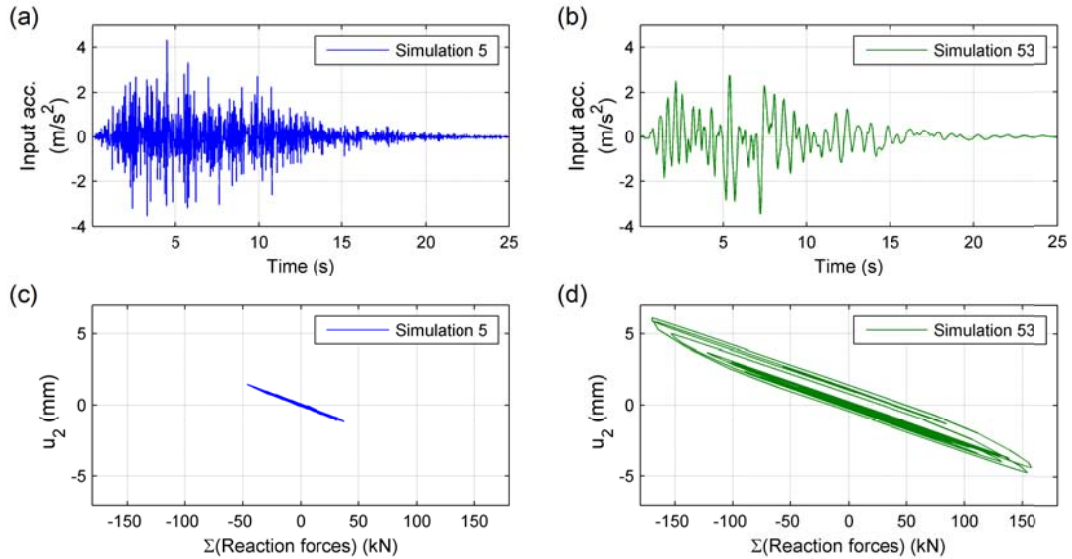 (a)
Input acc.
(m/s²)
4
2
0
-2
-4
5
10
15
20
25
Time (s)
Simulation 5
(b)
Input acc.
(m/s²)
4
2
0
-2
-4
5
10
15
20
25
Time (s)
Simulation 53
(c)
u₂ (mm)
5
0
-5
-150
-100
-50
0
50
100
150
Σ(Reaction forces) (kN)
Simulation 5
(d)
u₂ (mm)
5
0
-5
-150
-100
-50
0
50
100
150
Σ(Reaction forces) (kN)
Simulation 53